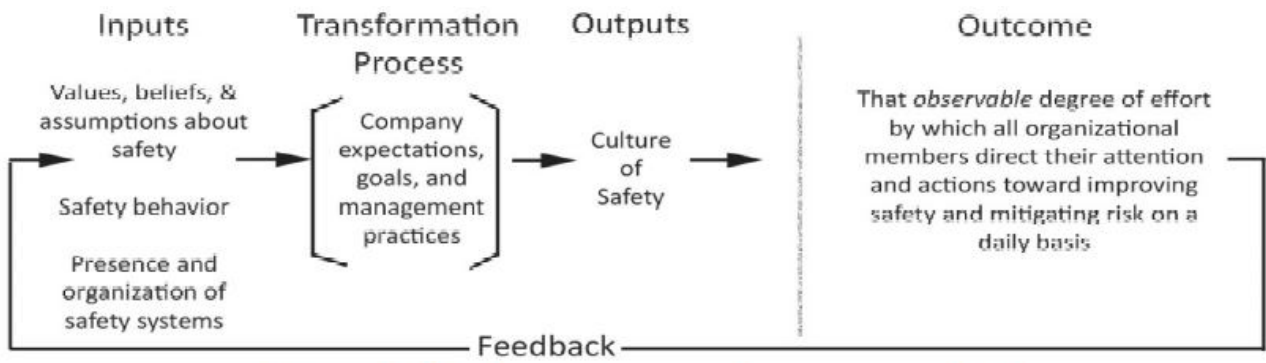 Inputs
Transformation
Process
Outputs
Outcome
Values, beliefs, &
assumptions about
safety
Safety behavior
Presence and
organization of
safety systems
Company
expectations,
goals, and
management
practices
Culture
of
Safety
That observable degree of effort
by which all organizational
members direct their attention
and actions toward improving
safety and mitigating risk on a
daily basis
Feedback